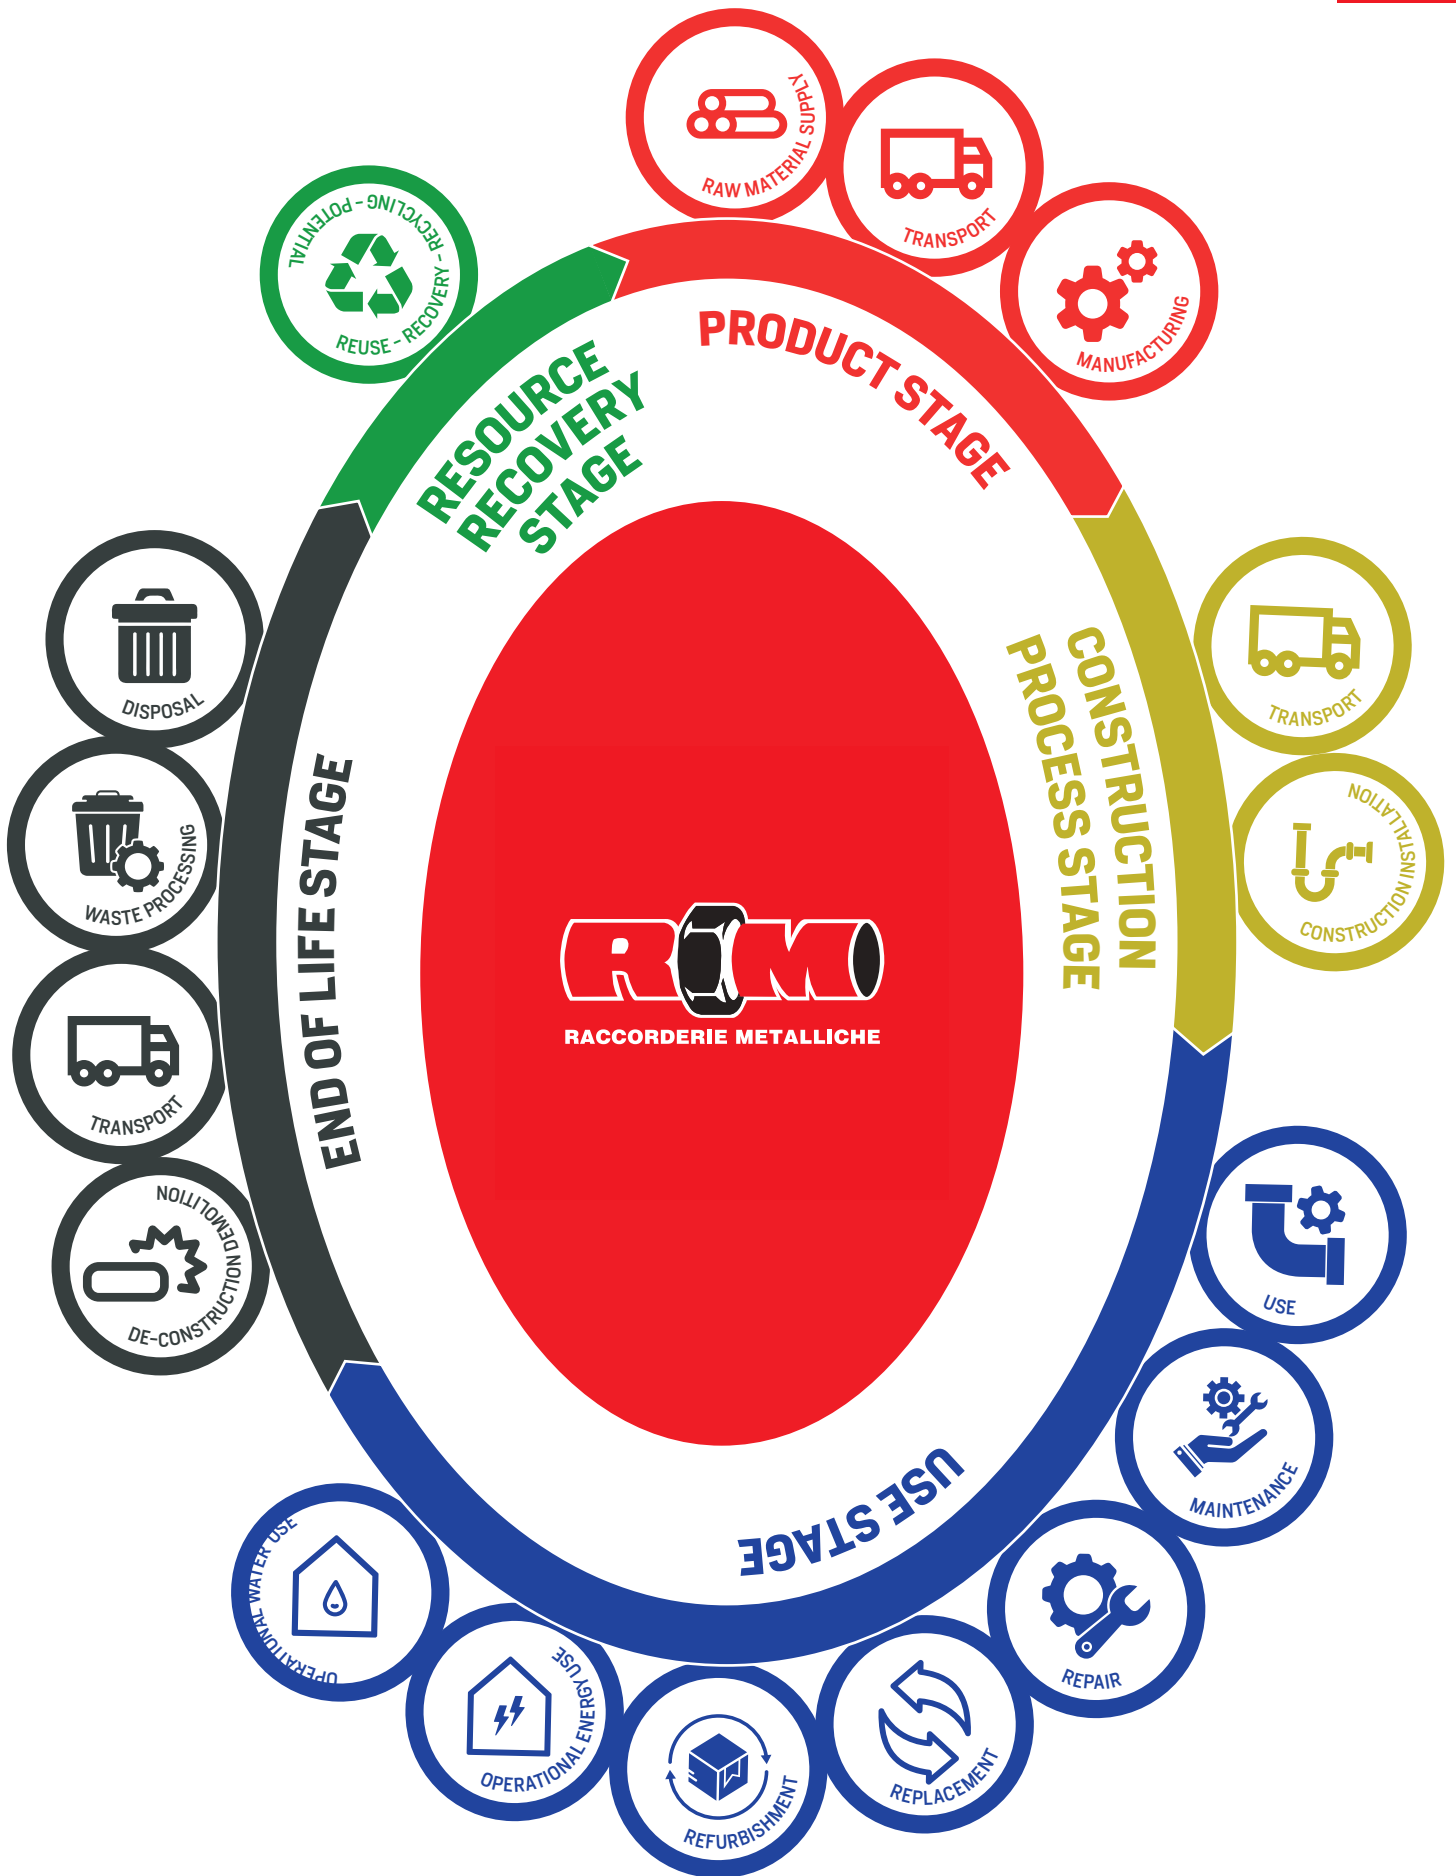 RAW MATERIAL SUPPLY
TRANSPORT
MANUFACTURING
PRODUCT STAGE
TRANSPORT
CONSTRUCTION INSTALLATION
CONSTRUCTION
PROCESS STAGE
USE
MAINTENANCE
REPAIR
REPLACEMENT
REFURBISHMENT
OPERATIONAL ENERGY USE
OPERATIONAL WATER USE
USE STAGE
DE-CONSTRUCTION DEMOLITION
TRANSPORT
WASTE PROCESSING
DISPOSAL
END OF LIFE STAGE
REUSE - RECOVERY - RECYCLING - POTENTIAL
RESOURCE
RECOVERY
STAGE
RM
RACCORDERIE METALLICHE